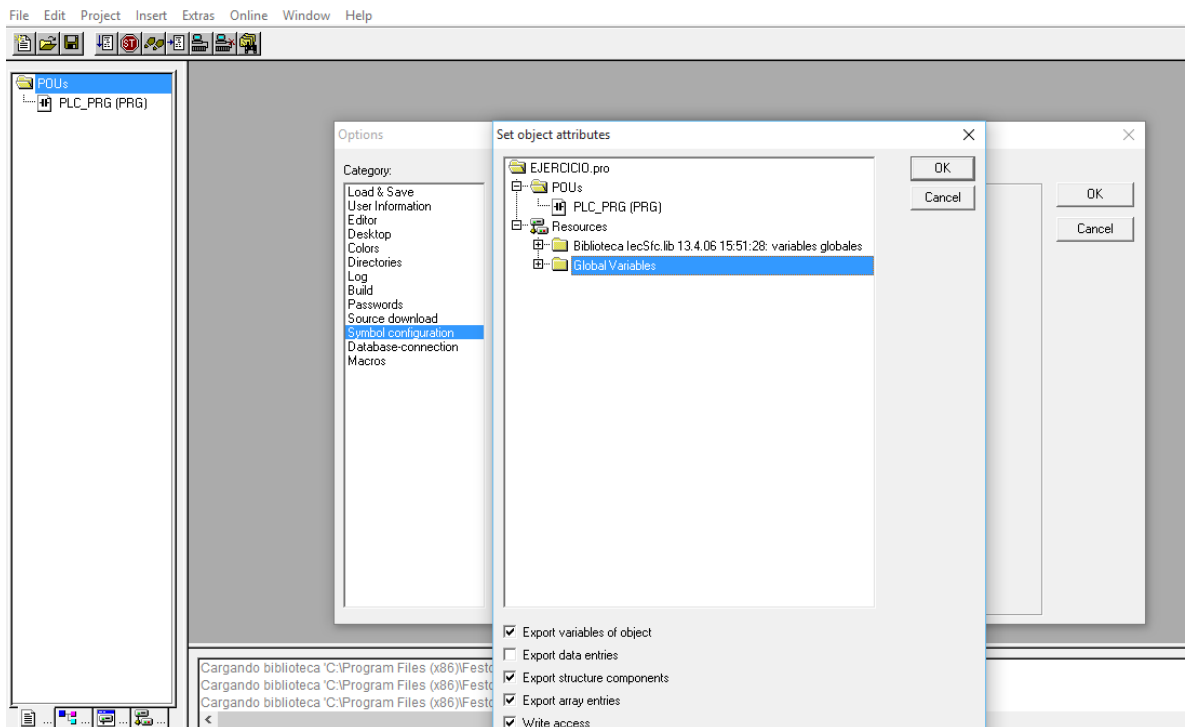 File Edit Project Insert Extras Online Window Help
ST
POUs
PLC_PRG (PRG)
Options
Category:
Load & Save
User Information
Editor
Desktop
Colors
Directories
Log
Build
Passwords
Source download
Symbol configuration
Database-connection
Macros
OK
Cancel
Set object attributes
EJERCICIO.pro
POUs
PLC_PRG (PRG)
Resources
Biblioteca IecSfc.lib 13.4.06 15:51:28: variables globales
Global Variables
OK
Cancel
Export variables of object
Export data entries
Export structure components
Export array entries
Write access
Cargando biblioteca 'C:\Program Files (x86)\Festo
Cargando biblioteca 'C:\Program Files (x86)\Festo
Cargando biblioteca 'C:\Program Files (x86)\Festo